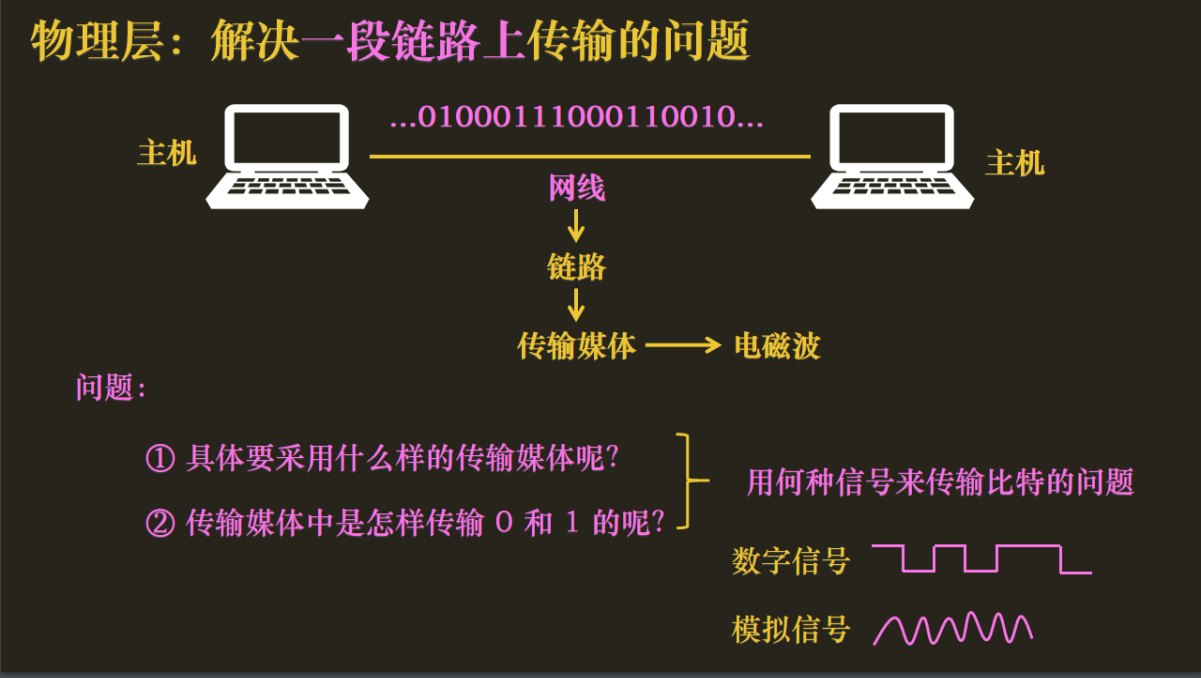 物理层：解决一段链路上传输的问题
...01000111000110010...
主机
主机
网线
链路
传输媒体
电磁波
问题：
① 具体要采用什么样的传输媒体呢？
② 传输媒体中是怎样传输 0 和 1 的呢？
用何种信号来传输比特的问题
数字信号
模拟信号